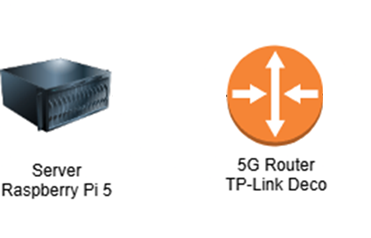 Server
Raspberry Pi 5
5G Router
TP-Link Deco